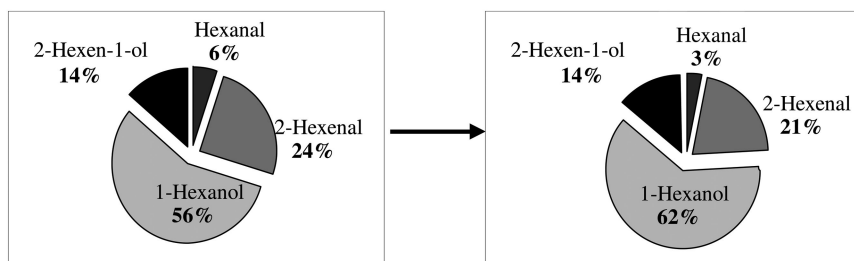 Hexanal
6%
2-Hexen-1-ol
14%
2-Hexenal
24%
1-Hexanol
56%
Hexanal
3%
2-Hexen-1-ol
14%
2-Hexenal
21%
1-Hexanol
62%